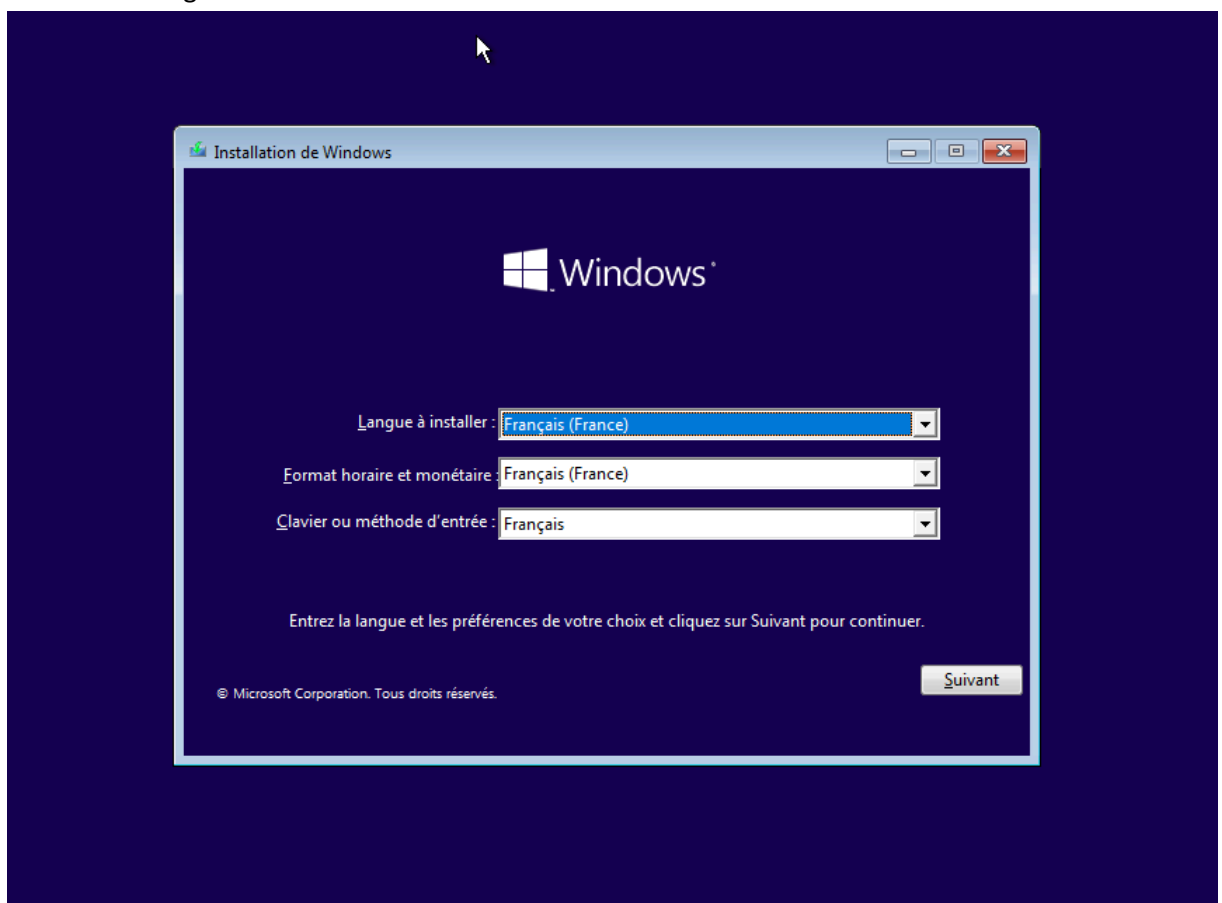 Installation de Windows
Windows
Langue à installer : Français (France)
Format horaire et monétaire : Français (France)
Clavier ou méthode d'entrée : Français
Entrez la langue et les préférences de votre choix et cliquez sur Suivant pour continuer.
Suivant
© Microsoft Corporation. Tous droits réservés.